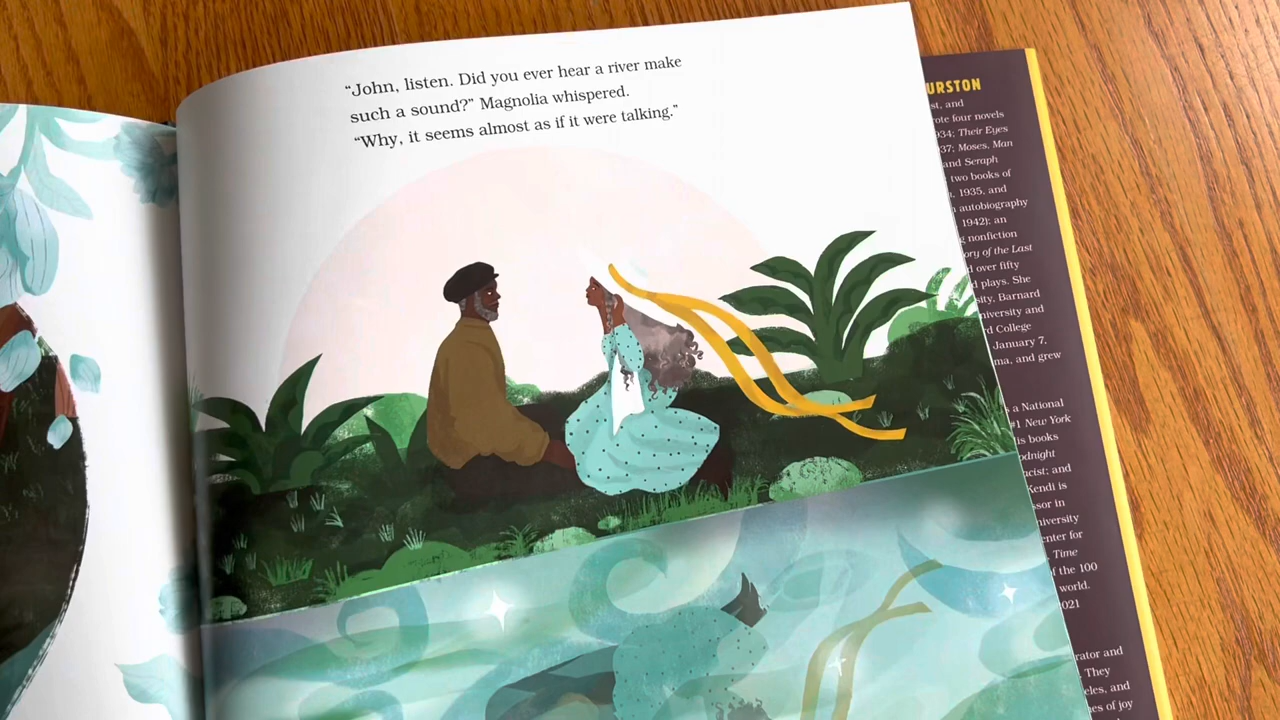 “John, listen. Did you ever hear a river make
such a sound?” Magnolia whispered.
“Why, it seems almost as if it were talking.”
URSTON
st, and
rote four novels
934; Their Eyes
37; Moses, Man
and Seraph
two books of
, 1935, and
autobiography
1942); an
g nonfiction
ory of the Last
d over fifty
d plays. She
sity, Barnard
niversity and
rd College
January 7,
ma, and grew
s a National
#1 New York
is books
odnight
acist; and
Kendi is
ssor in
niversity
enter for
Time
of the 100
world.
021
rator and
They
eles, and
nes of joy